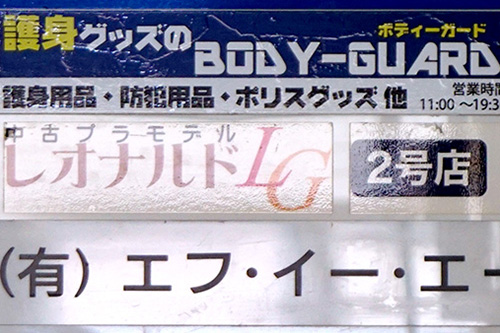 護身グッズの BODY-GUARD ボディーガード
護身用品・防犯用品・ポリスグッズ 他
営業時間
11:00 ～19:3
中古プラモデル
レオナルドLG 2号店
(有) エフ・イー・エー